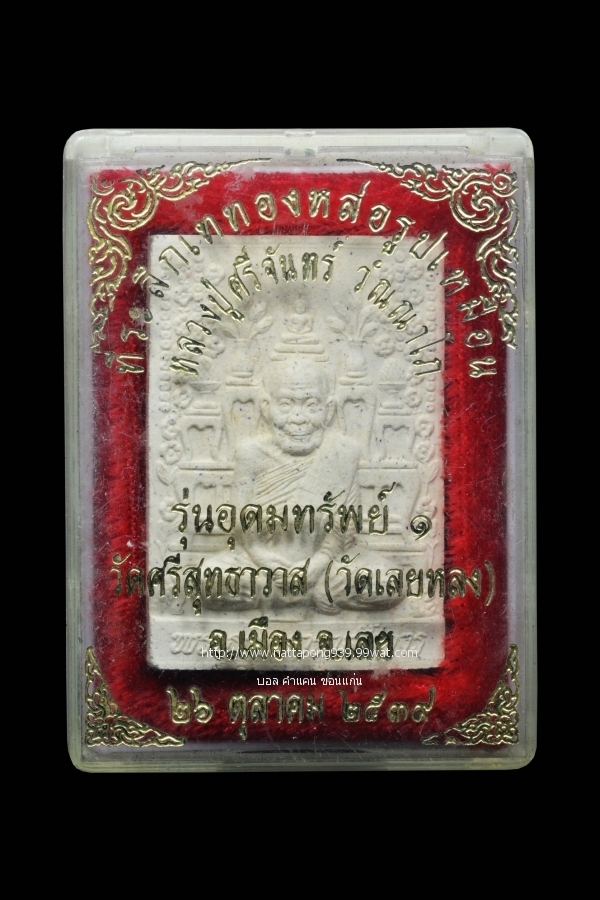 ที่ระลึกเททองหล่อรูปเหมือน
หลวงปู่ศรีจันทร์ วัณณาโภ
รุ่นอุดมทรัพย์ ๑
วัดศรีสุทธาวาส (วัดเลยหลง)
อ.เมือง จ.เลย
http://www.nattapong939.99wat.com
บอล คำแคน ขอนแก่น
๒๖ ตุลาคม ๒๕๓๙